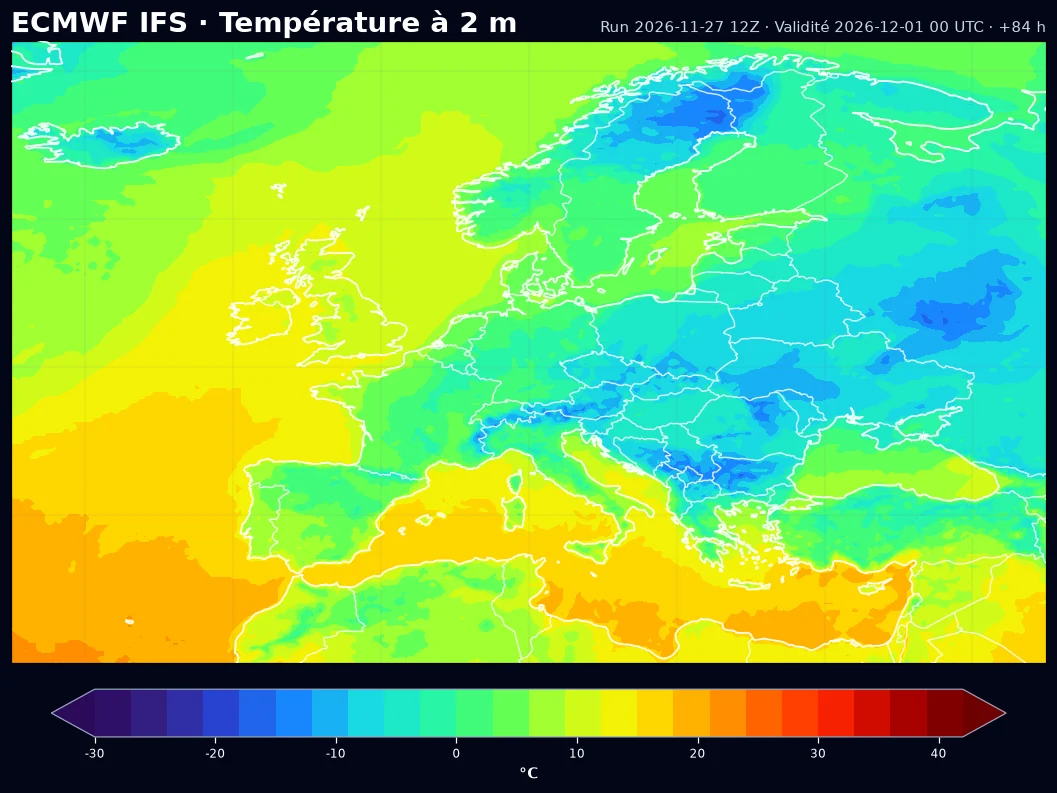 ECMWF IFS · Température à 2 m
Run 2026-11-27 12Z · Validité 2026-12-01 00 UTC · +84 h
-30 -20 -10 0 10 20 30 40
°C